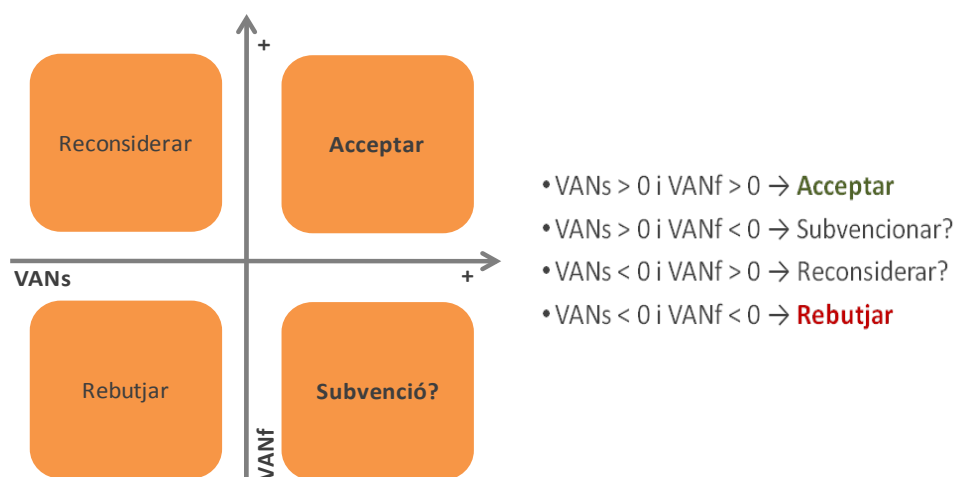 +
Reconsiderar
Acceptar
VANs
+
Rebutjar
Subvenció?
VANf
• VANs > 0 i VANf > 0 → Acceptar
• VANs > 0 i VANf < 0 → Subvencionar?
• VANs < 0 i VANf > 0 → Reconsiderar?
• VANs < 0 i VANf < 0 → Rebutjar